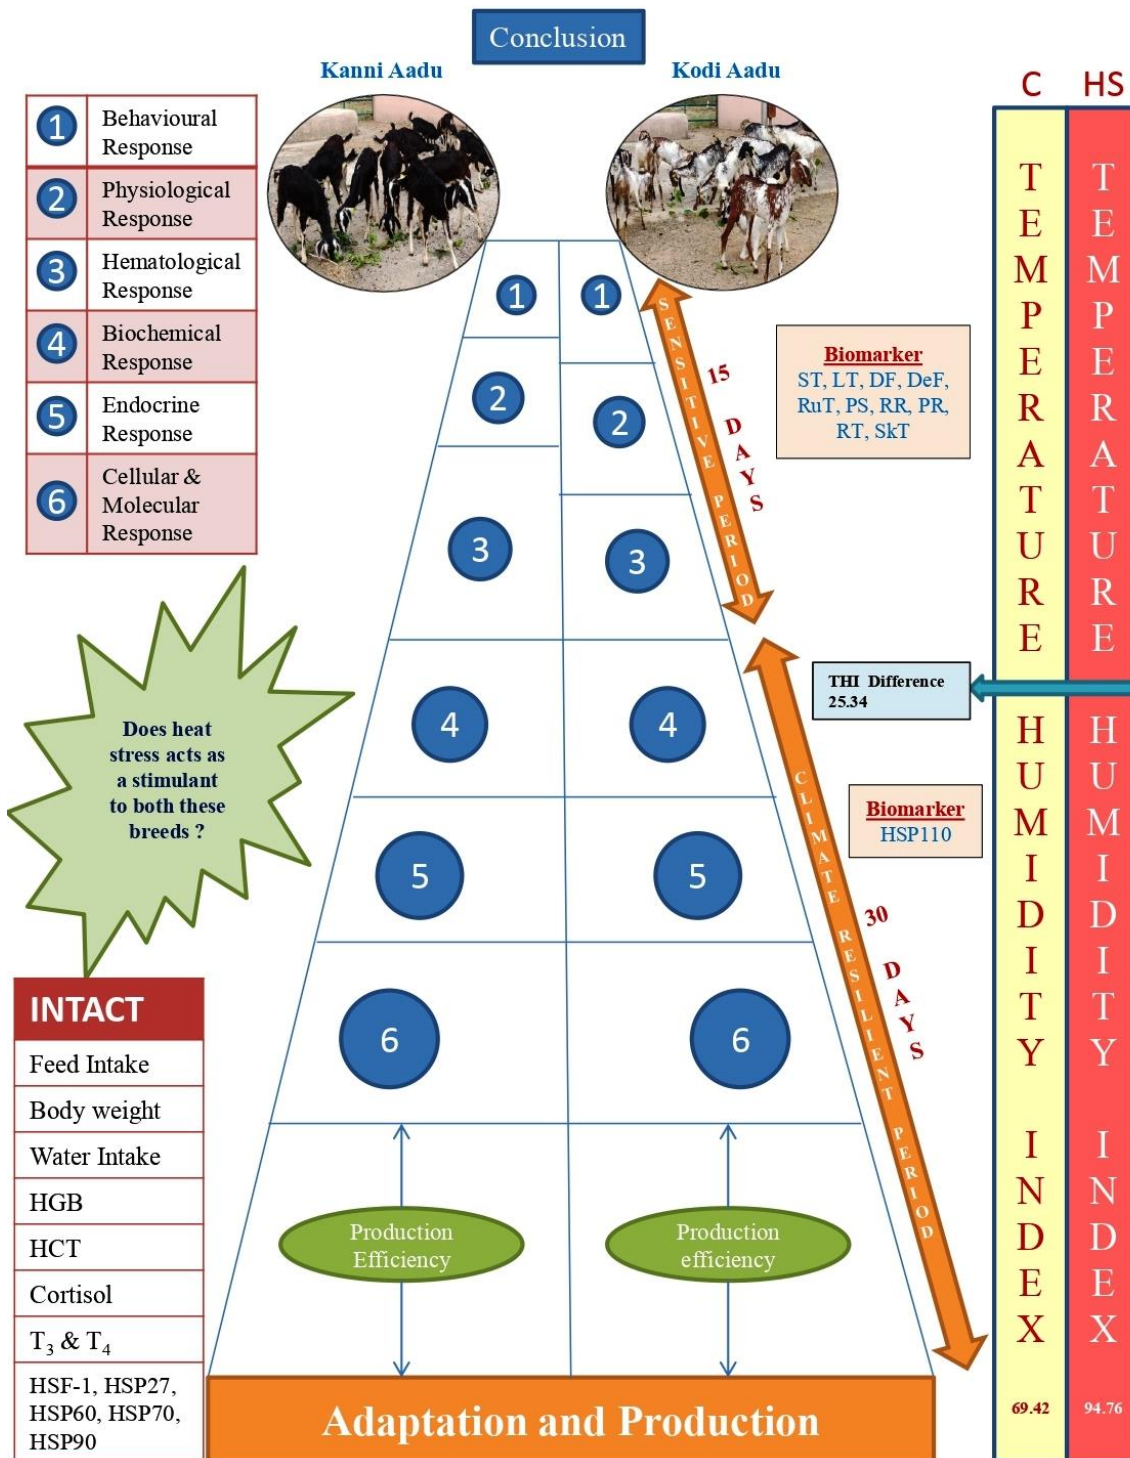 Conclusion
Kanni Aadu
Kodi Aadu
C
HS
1
Behavioural
Response
2
Physiological
Response
3
Hematological
Response
4
Biochemical
Response
5
Endocrine
Response
6
Cellular &
Molecular
Response
1
1
2
2
3
3
4
4
5
5
6
6
SENSITIVE PERIOD
15 DAYS
Biomarker
ST, LT, DF, DeF,
RuT, PS, RR, PR,
RT, SkT
CLIMATE RESILIENT PERIOD
30 DAYS
THI Difference
25.34
Biomarker
HSP110
Does heat
stress acts as
a stimulant
to both these
breeds ?
INTACT
Feed Intake
Body weight
Water Intake
HGB
HCT
Cortisol
T3 & T4
HSF-1, HSP27,
HSP60, HSP70,
HSP90
Production
Efficiency
Production
efficiency
Adaptation and Production
TEMPERATURE HUMIDITY INDEX
69.42
TEMPERATURE HUMIDITY INDEX
94.76